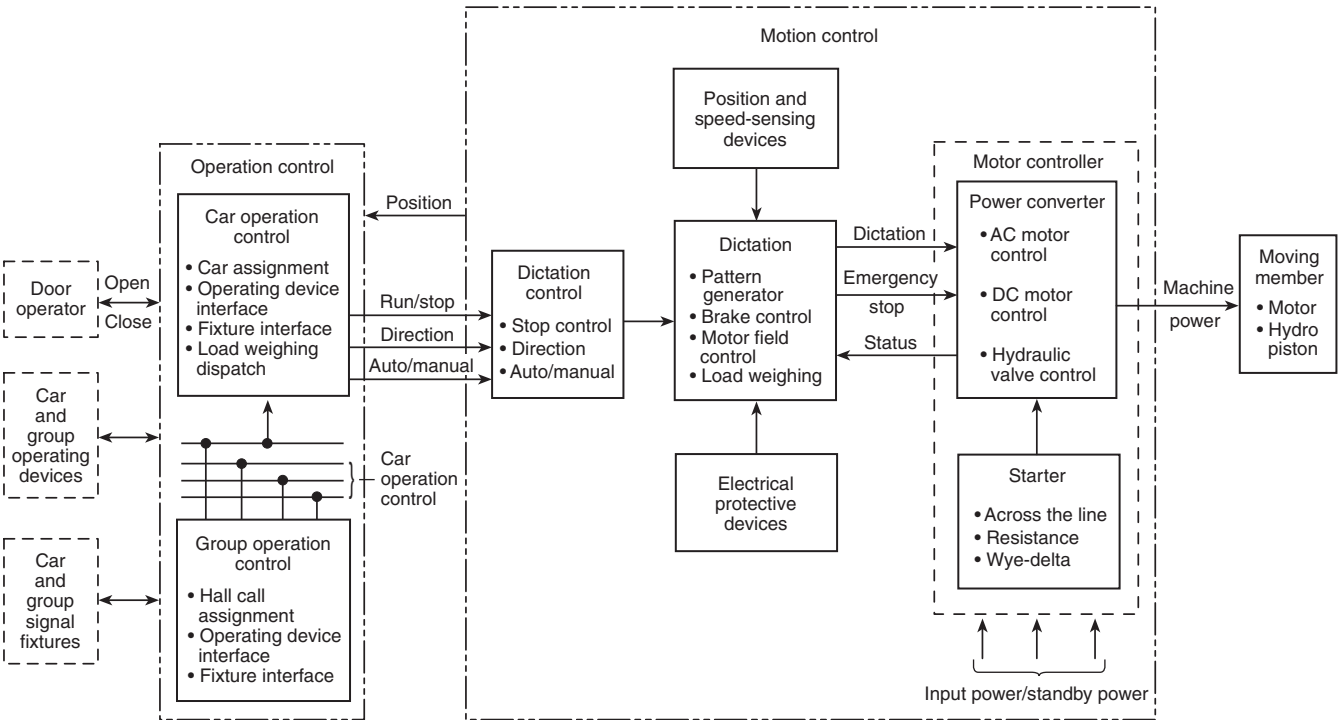 Motion control
Position and
speed-sensing
devices
Operation control
Car operation
control
• Car assignment
• Operating device
interface
• Fixture interface
• Load weighing
dispatch
Door
operator
Open
Close
Car
and
group
operating
devices
Car
and
group
signal
fixtures
Car
operation
control
Group operation
control
• Hall call
assignment
• Operating device
interface
• Fixture interface
Position
Run/stop
Direction
Auto/manual
Dictation
control
• Stop control
• Direction
• Auto/manual
Dictation
• Pattern
generator
• Brake control
• Motor field
control
• Load weighing
Electrical
protective
devices
Dictation
Emergency
stop
Status
Motor controller
Power converter
• AC motor
control
• DC motor
control
• Hydraulic
valve control
Starter
• Across the line
• Resistance
• Wye-delta
Input power/standby power
Machine
power
Moving
member
• Motor
• Hydro
piston